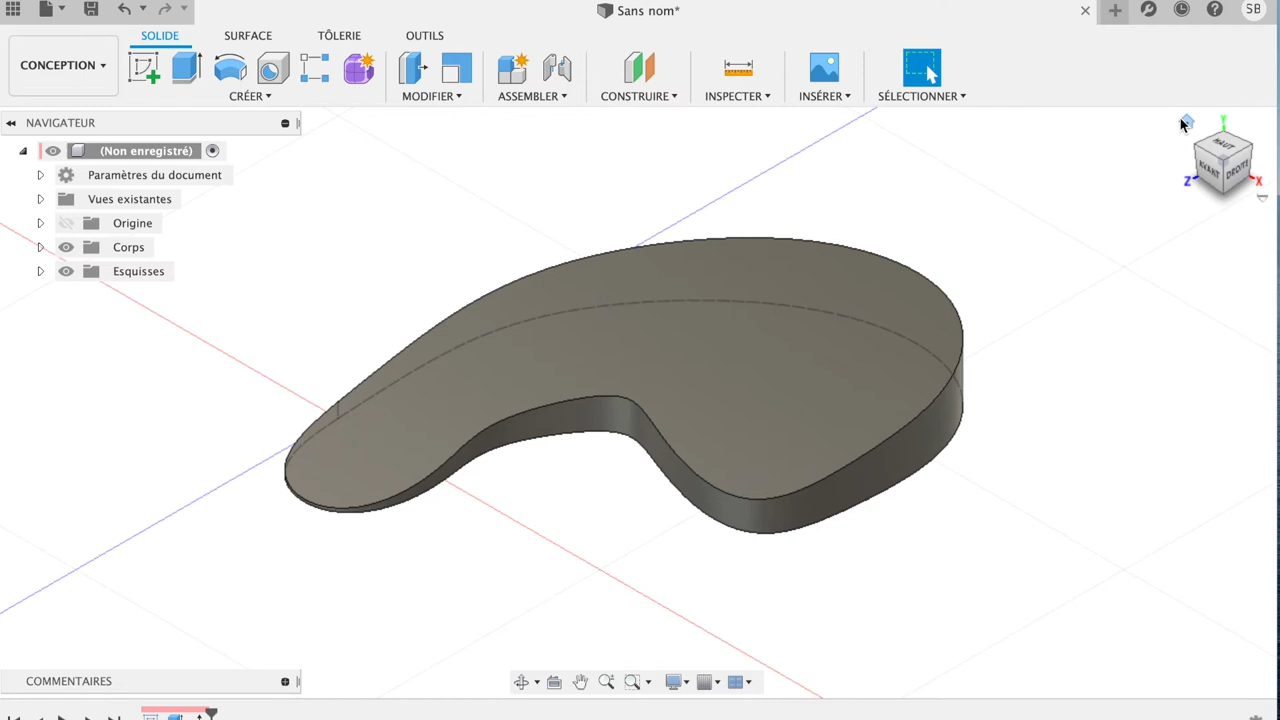 Sans nom*
SB
SOLIDE SURFACE TÔLERIE OUTILS
CONCEPTION
CRÉER MODIFIER ASSEMBLER CONSTRUIRE INSPECTER INSÉRER SÉLECTIONNER
NAVIGATEUR
(Non enregistré)
Paramètres du document
Vues existantes
Origine
Corps
Esquisses
Y
HAUT
AVANT DROITE
Z X
COMMENTAIRES